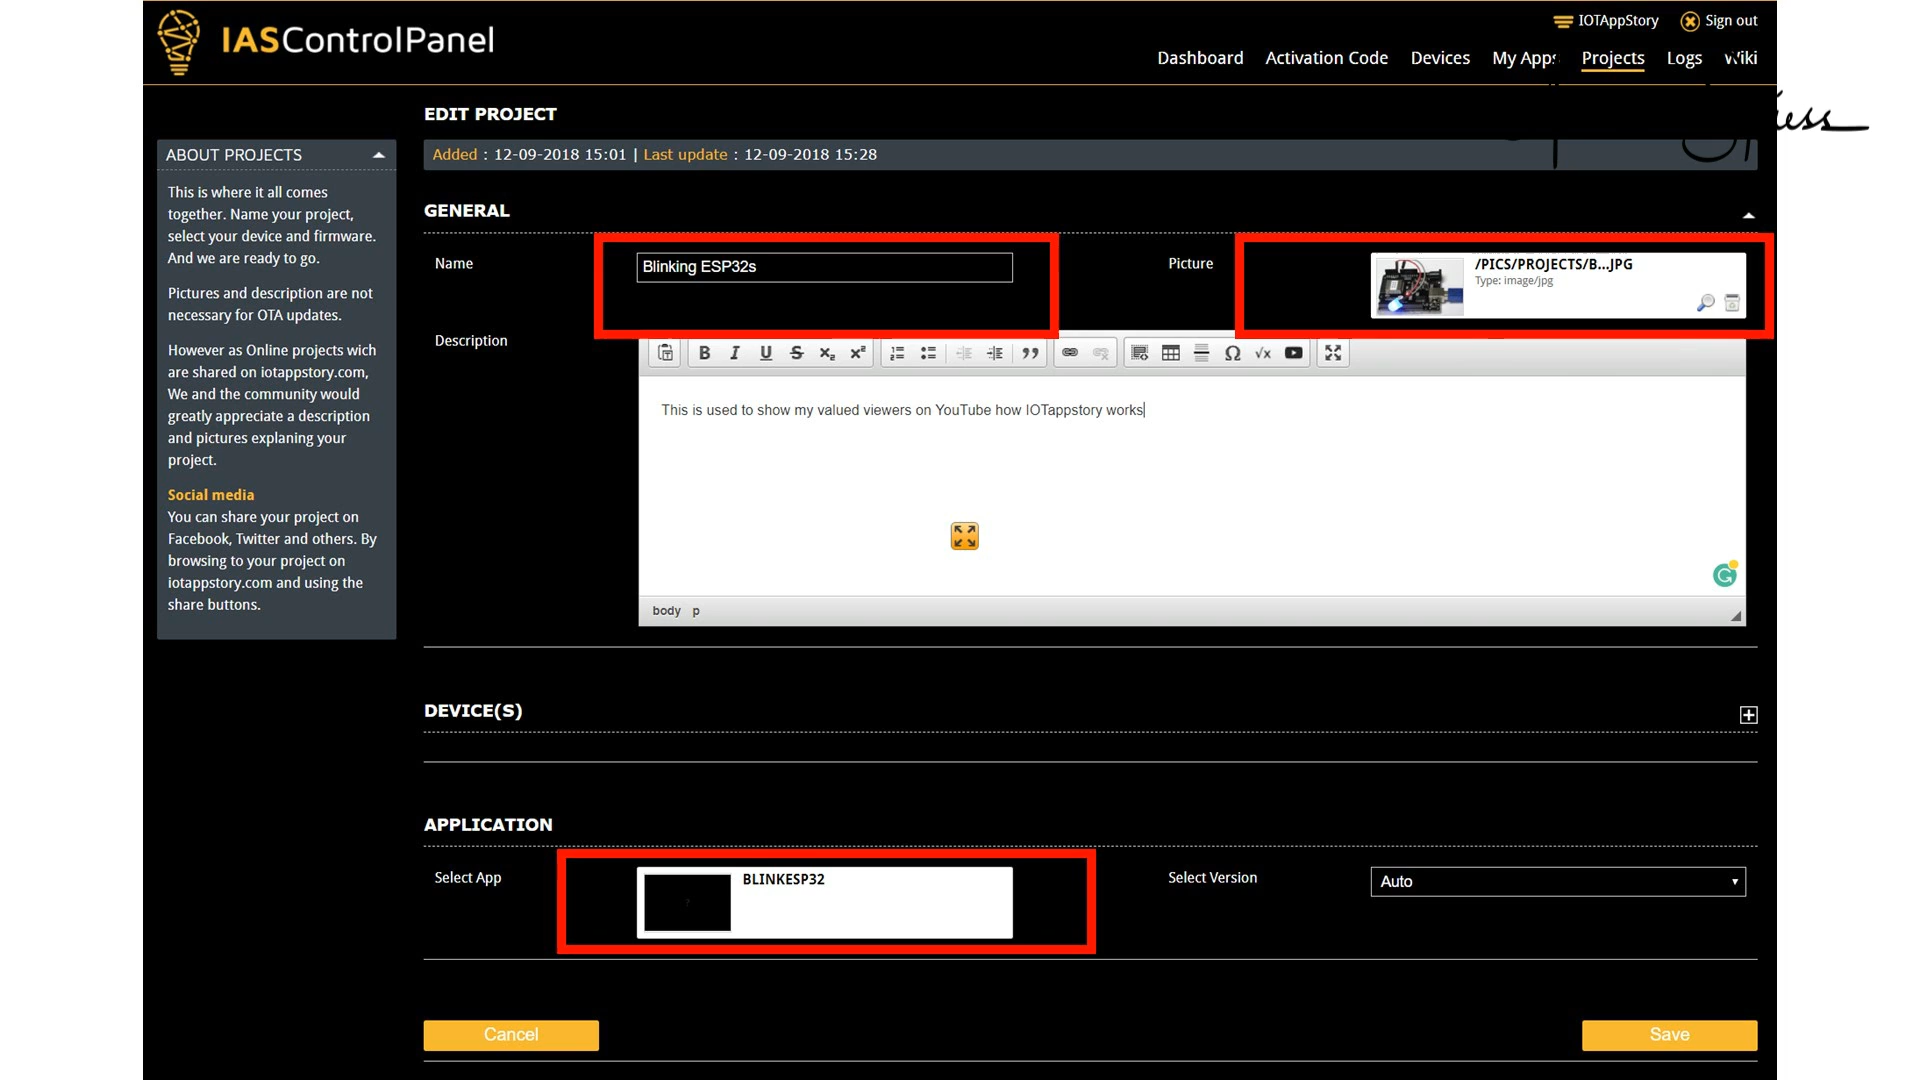 IASControlPanel
IOTAppStory
Sign out
Dashboard
Activation Code
Devices
My Apps
Projects
Logs
Wiki
EDIT PROJECT
ABOUT PROJECTS
This is where it all comes
together. Name your project,
select your device and firmware.
And we are ready to go.
Pictures and description are not
necessary for OTA updates.
However as Online projects wich
are shared on iotappstory.com,
We and the community would
greatly appreciate a description
and pictures explaning your
project.
Social media
You can share your project on
Facebook, Twitter and others. By
browsing to your project on
iotappstory.com and using the
share buttons.
Added : 12-09-2018 15:01 | Last update : 12-09-2018 15:28
GENERAL
Name
Blinking ESP32s
Picture
/PICS/PROJECTS/B...JPG
Type: image/jpg
Description
This is used to show my valued viewers on YouTube how IOTappstory works
body p
DEVICE(S)
APPLICATION
Select App
BLINKESP32
Select Version
Auto
Cancel
Save